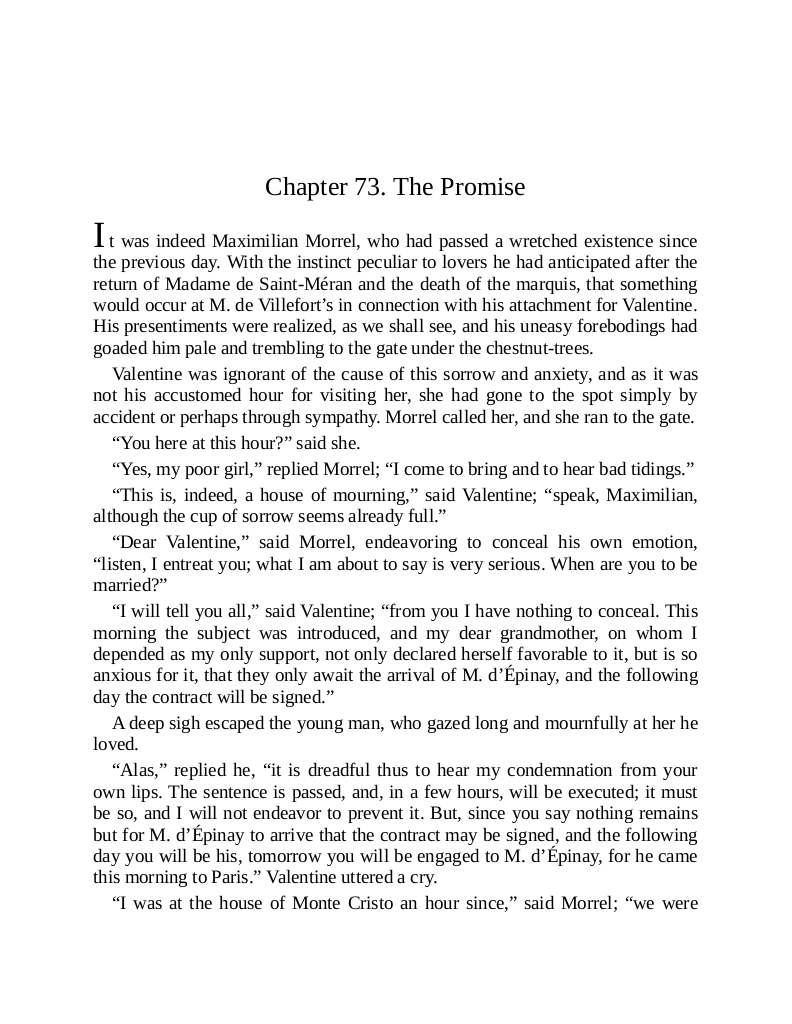 Chapter 73. The Promise
It was indeed Maximilian Morrel, who had passed a wretched existence since
the previous day. With the instinct peculiar to lovers he had anticipated after the
return of Madame de Saint-Méran and the death of the marquis, that something
would occur at M. de Villefort’s in connection with his attachment for Valentine.
His presentiments were realized, as we shall see, and his uneasy forebodings had
goaded him pale and trembling to the gate under the chestnut-trees.
Valentine was ignorant of the cause of this sorrow and anxiety, and as it was
not his accustomed hour for visiting her, she had gone to the spot simply by
accident or perhaps through sympathy. Morrel called her, and she ran to the gate.
“You here at this hour?” said she.
“Yes, my poor girl,” replied Morrel; “I come to bring and to hear bad tidings.”
“This is, indeed, a house of mourning,” said Valentine; “speak, Maximilian,
although the cup of sorrow seems already full.”
“Dear Valentine,” said Morrel, endeavoring to conceal his own emotion,
“listen, I entreat you; what I am about to say is very serious. When are you to be
married?”
“I will tell you all,” said Valentine; “from you I have nothing to conceal. This
morning the subject was introduced, and my dear grandmother, on whom I
depended as my only support, not only declared herself favorable to it, but is so
anxious for it, that they only await the arrival of M. d’Épinay, and the following
day the contract will be signed.”
A deep sigh escaped the young man, who gazed long and mournfully at her he
loved.
“Alas,” replied he, “it is dreadful thus to hear my condemnation from your
own lips. The sentence is passed, and, in a few hours, will be executed; it must
be so, and I will not endeavor to prevent it. But, since you say nothing remains
but for M. d’Épinay to arrive that the contract may be signed, and the following
day you will be his, tomorrow you will be engaged to M. d’Épinay, for he came
this morning to Paris.” Valentine uttered a cry.
“I was at the house of Monte Cristo an hour since,” said Morrel; “we were